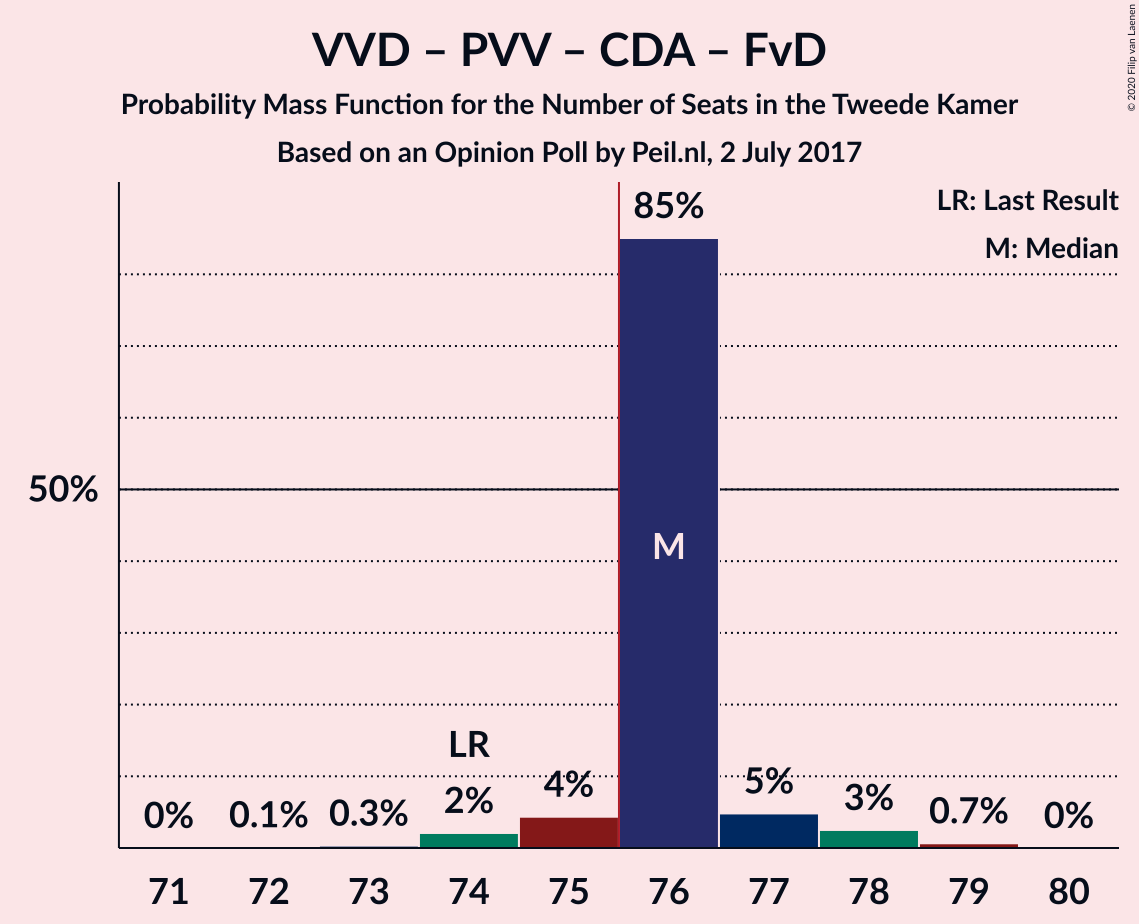 VVD – PVV – CDA – FvD
Probability Mass Function for the Number of Seats in the Tweede Kamer
Based on an Opinion Poll by Peil.nl, 2 July 2017
© 2020 Filip van Laenen
LR: Last Result
M: Median
85%
50%
M
LR
0%
0.1%
0.3%
2%
4%
5%
3%
0.7%
0%
71 72 73 74 75 76 77 78 79 80